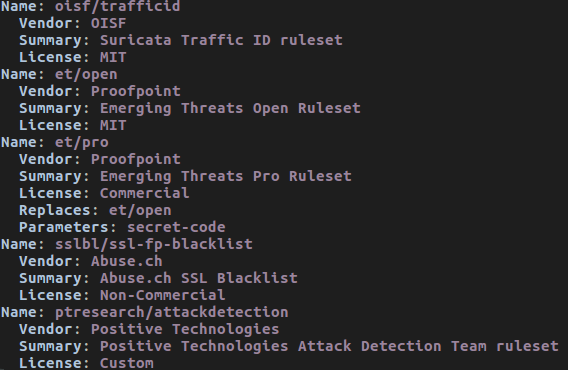 Name: oisf/trafficid
Vendor: OISF
Summary: Suricata Traffic ID ruleset
License: MIT
Name: et/open
Vendor: Proofpoint
Summary: Emerging Threats Open Ruleset
License: MIT
Name: et/pro
Vendor: Proofpoint
Summary: Emerging Threats Pro Ruleset
License: Commercial
Replaces: et/open
Parameters: secret-code
Name: sslbl/ssl-fp-blacklist
Vendor: Abuse.ch
Summary: Abuse.ch SSL Blacklist
License: Non-Commercial
Name: ptresearch/attackdetection
Vendor: Positive Technologies
Summary: Positive Technologies Attack Detection Team ruleset
License: Custom